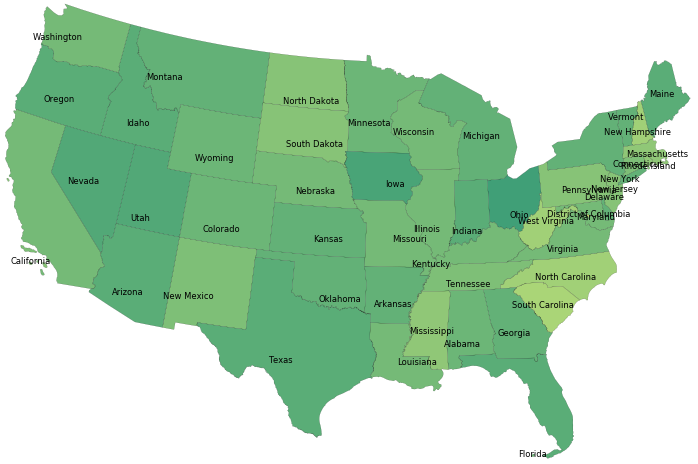 Washington
Montana
Maine
Oregon
North Dakota
Vermont
Idaho
Minnesota
New Hampshire
Wisconsin
Michigan
South Dakota
Massachusetts
Wyoming
Connecticut
Rhode Island
Nevada
Iowa
New York
Nebraska
Pennsylvania
New Jersey
Delaware
Utah
Ohio
District of Columbia
Maryland
West Virginia
Colorado
Illinois
Indiana
Kansas
Missouri
Virginia
California
Kentucky
North Carolina
Tennessee
Arizona
New Mexico
Oklahoma
Arkansas
South Carolina
Mississippi
Georgia
Alabama
Texas
Louisiana
Florida